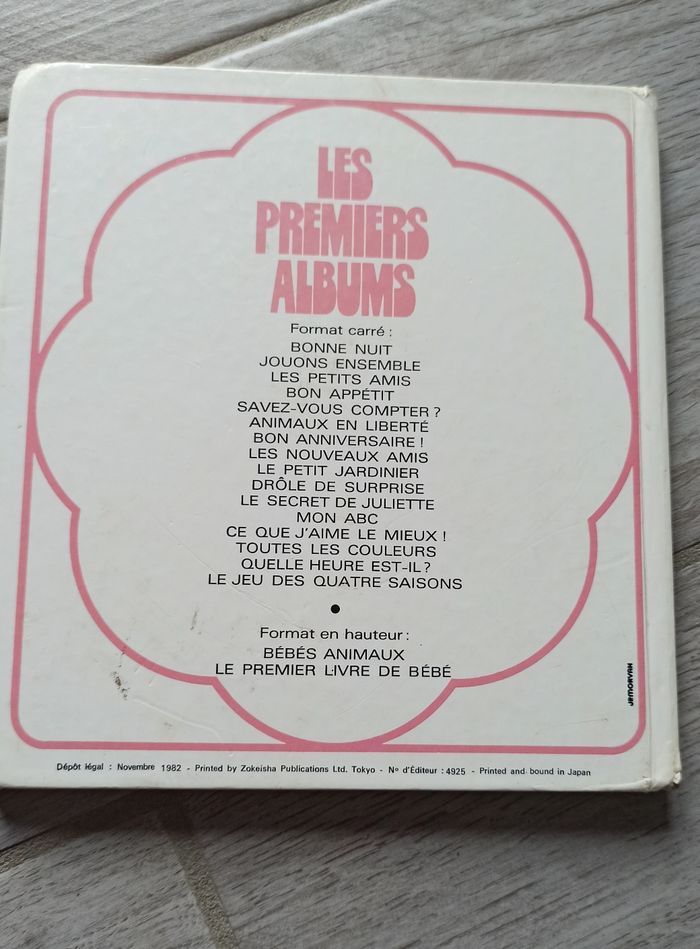 LES
PREMIERS
ALBUMS
Format carré :
BONNE NUIT
JOUONS ENSEMBLE
LES PETITS AMIS
BON APPÉTIT
SAVEZ-VOUS COMPTER ?
ANIMAUX EN LIBERTÉ
BON ANNIVERSAIRE !
LES NOUVEAUX AMIS
LE PETIT JARDINIER
DRÔLE DE SURPRISE
LE SECRET DE JULIETTE
MON ABC
CE QUE J'AIME LE MIEUX !
TOUTES LES COULEURS
QUELLE HEURE EST-IL ?
LE JEU DES QUATRE SAISONS
●
Format en hauteur :
BÉBÉS ANIMAUX
LE PREMIER LIVRE DE BÉBÉ
JPMORVAN
Dépôt légal : Novembre 1982 - Printed by Zokeisha Publications Ltd. Tokyo - Nº d'Éditeur : 4925 - Printed and bound in Japan